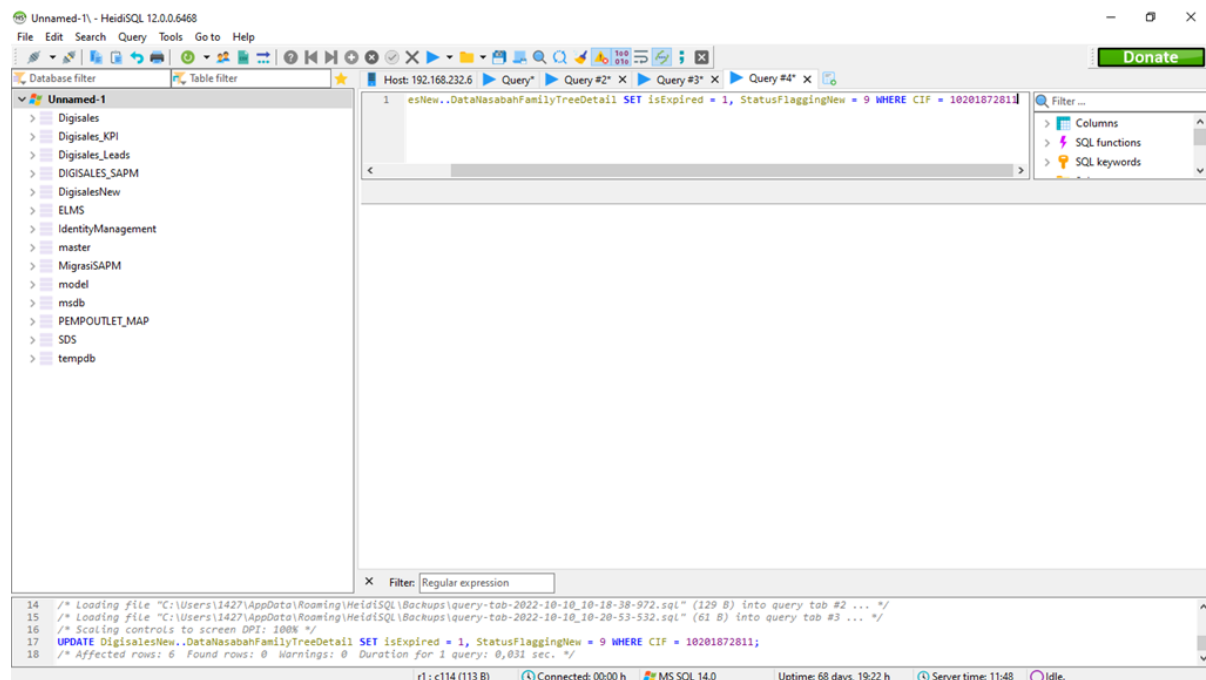 Unnamed-1\ - HeidiSQL 12.0.0.6468
File Edit Search Query Tools Go to Help
Donate
Database filter Table filter
Host: 192.168.232.6 Query* Query #2* Query #3* Query #4*
Unnamed-1
Digisales
Digisales_KPI
Digisales_Leads
DIGISALES_SAPM
DigisalesNew
ELMS
IdentityManagement
master
MigrasiSAPM
model
msdb
PEMPOUTLET_MAP
SDS
tempdb
1 esNew..DataNasabahFamilyTreeDetail SET isExpired = 1, StatusFlaggingNew = 9 WHERE CIF = 10201872811
Filter ...
Columns
SQL functions
SQL keywords
Filter: Regular expression
14 /* Loading file "C:\Users\1427\AppData\Roaming\HeidiSQL\Backups\query-tab-2022-10-10_10-18-38-972.sql" (129 B) into query tab #2 ... */
15 /* Loading file "C:\Users\1427\AppData\Roaming\HeidiSQL\Backups\query-tab-2022-10-10_10-20-53-532.sql" (61 B) into query tab #3 ... */
16 /* Scaling controls to screen DPI: 100% */
17 UPDATE DigisalesNew..DataNasabahFamilyTreeDetail SET isExpired = 1, StatusFlaggingNew = 9 WHERE CIF = 10201872811;
18 /* Affected rows: 6 Found rows: 0 Warnings: 0 Duration for 1 query: 0,031 sec. */
r1 : c114 (113 B) Connected: 00:00 h MS SQL 14.0 Uptime: 68 days, 19:22 h Server time: 11:48 Idle.